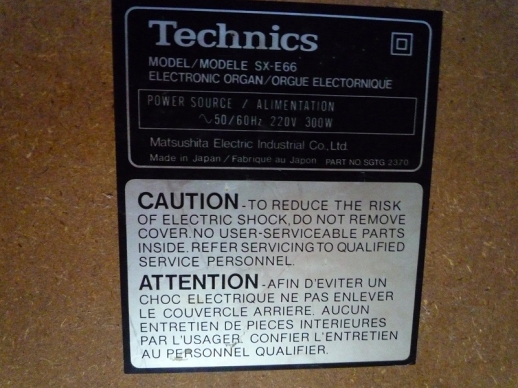 Technics
MODEL/MODELE SX-E66
ELECTRONIC ORGAN/ORGUE ELECTORNIQUE
POWER SOURCE / ALIMENTATION
∿50/60Hz 220V 300W
Matsushita Electric Industrial Co., Ltd.
Made in Japan/Fabrique au Japon PART NO.SGTG 2370
CAUTION-TO REDUCE THE RISK
OF ELECTRIC SHOCK, DO NOT REMOVE
COVER. NO USER-SERVICEABLE PARTS
INSIDE. REFER SERVICING TO QUALIFIED
SERVICE PERSONNEL.
ATTENTION-AFIN D'EVITER UN
CHOC ELECTRIQUE NE PAS ENLEVER
LE COUVERCLE ARRIERE. AUCUN
ENTRETIEN DE PIECES INTERIEURES
PAR L'USAGER. CONFIER L'ENTRETIEN
AU PERSONNEL QUALIFIER.